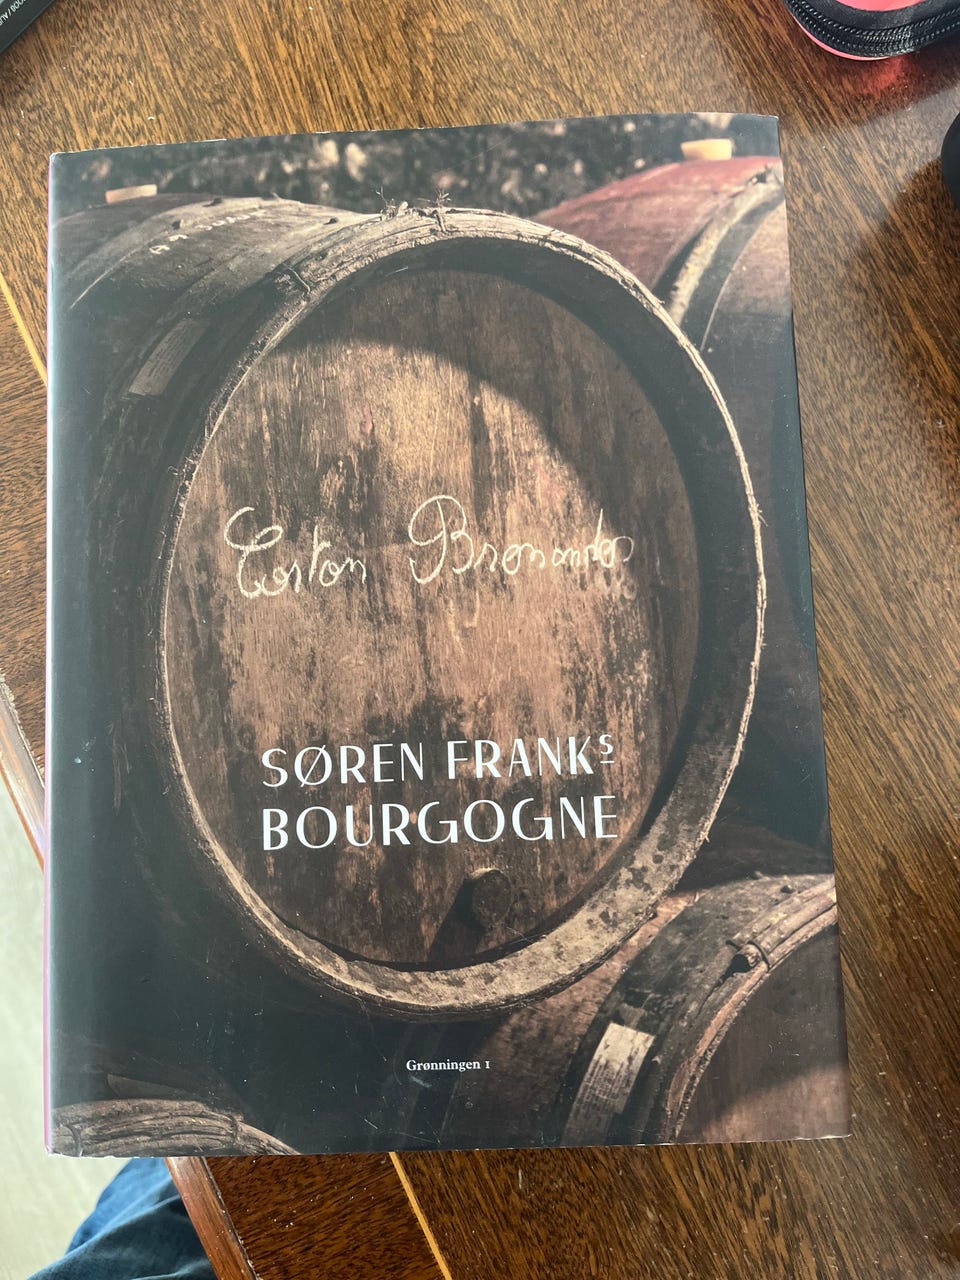 Corton Bressandes
SØREN FRANKs
BOURGOGNE
Grønningen 1